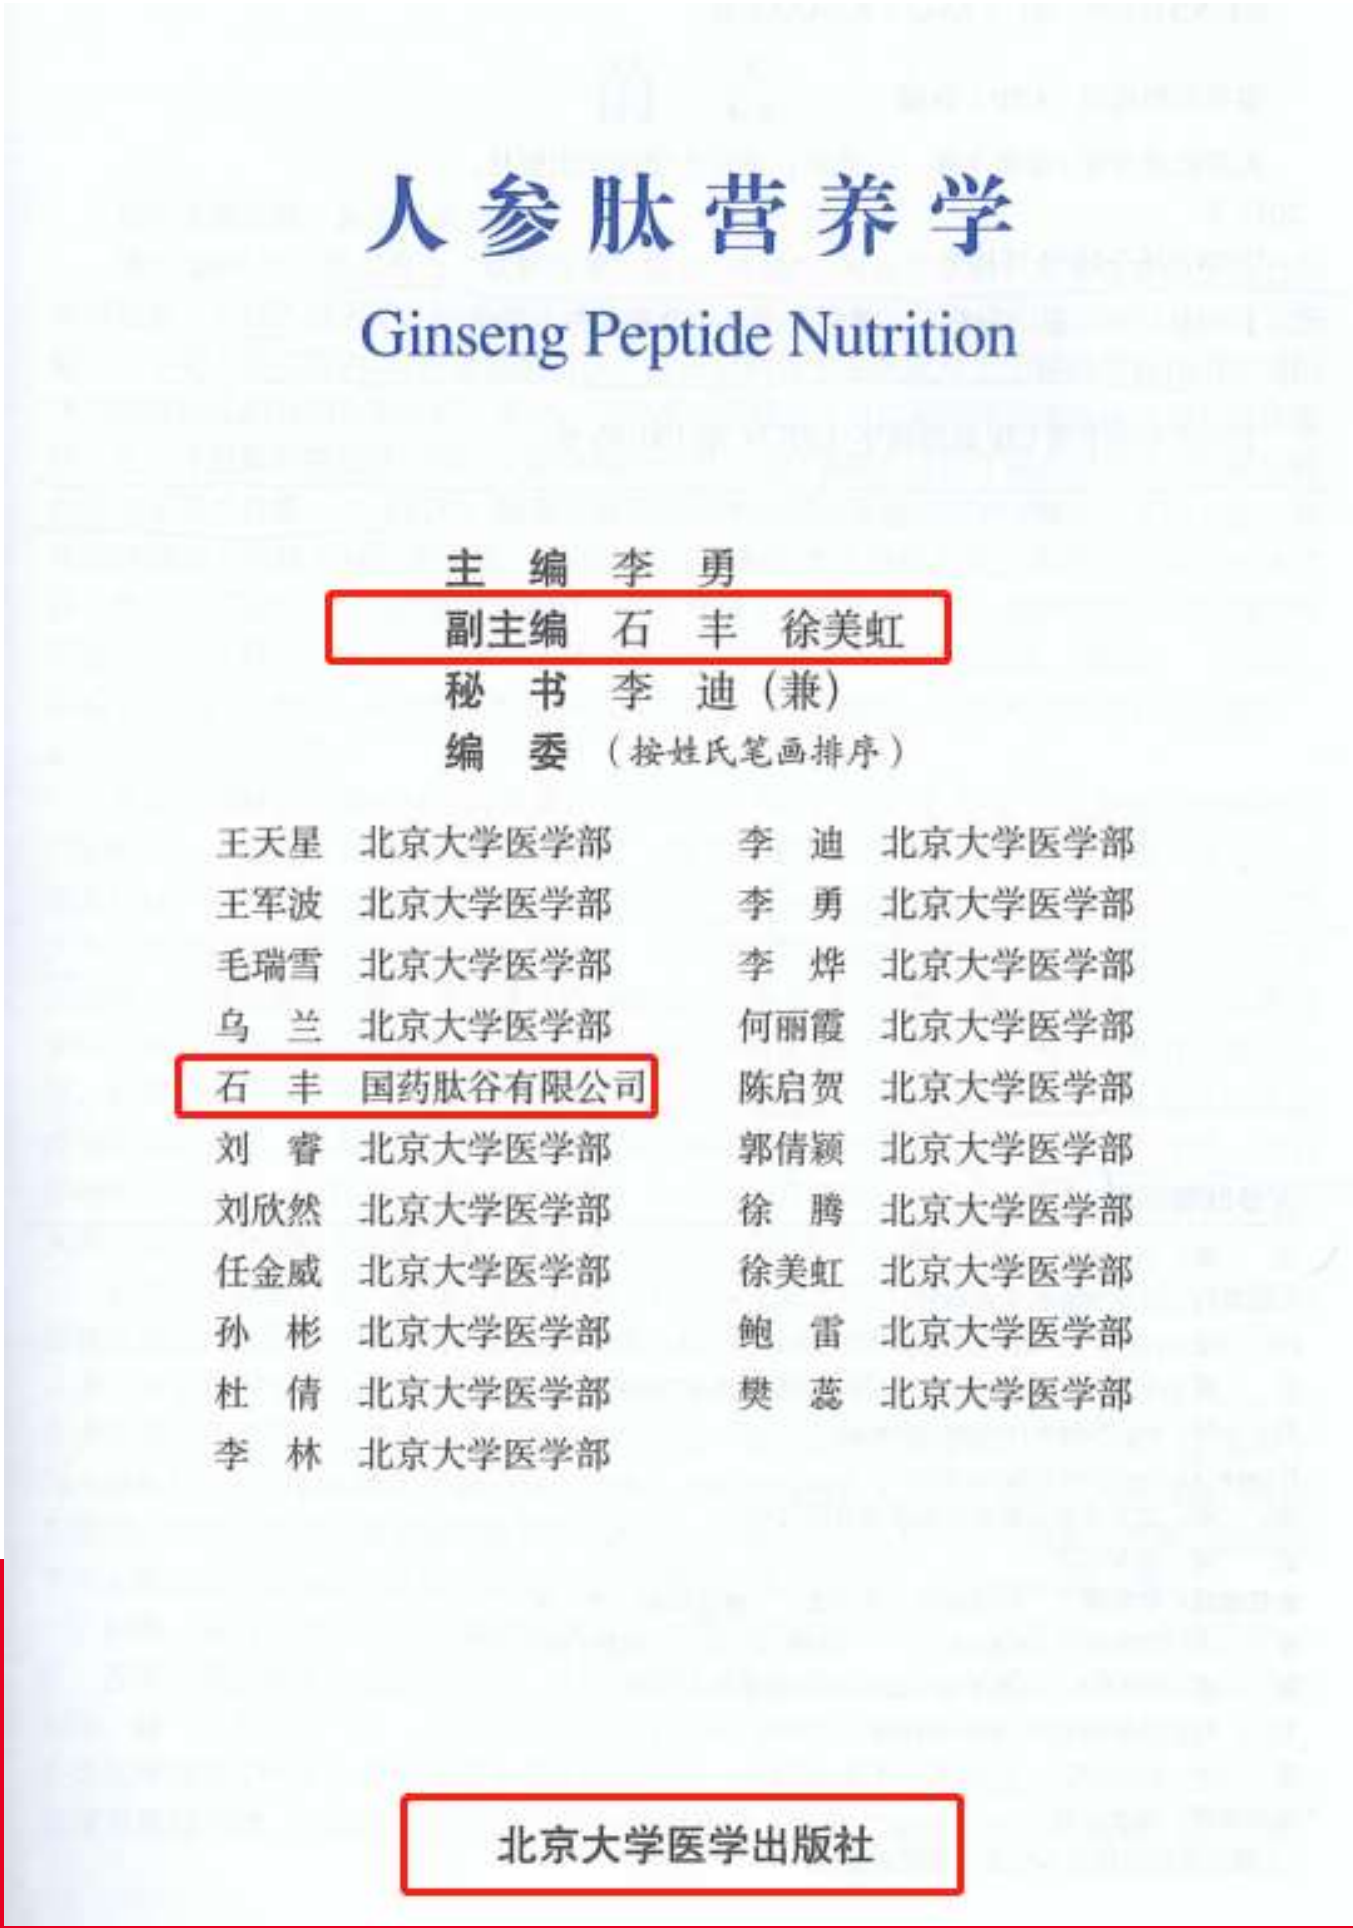 人参肽营养学
Ginseng Peptide Nutrition
主 编 李 勇
副主编 石 丰 徐美虹
秘 书 李 迪（兼）
编 委 （按姓氏笔画排序）
王天星 北京大学医学部 李 迪 北京大学医学部
王军波 北京大学医学部 李 勇 北京大学医学部
毛瑞雪 北京大学医学部 李 烨 北京大学医学部
乌 兰 北京大学医学部 何丽霞 北京大学医学部
石 丰 国药肽谷有限公司 陈启贺 北京大学医学部
刘 睿 北京大学医学部 郭倩颖 北京大学医学部
刘欣然 北京大学医学部 徐 腾 北京大学医学部
任金威 北京大学医学部 徐美虹 北京大学医学部
孙 彬 北京大学医学部 鲍 雷 北京大学医学部
杜 倩 北京大学医学部 樊 蕊 北京大学医学部
李 林 北京大学医学部
北京大学医学出版社